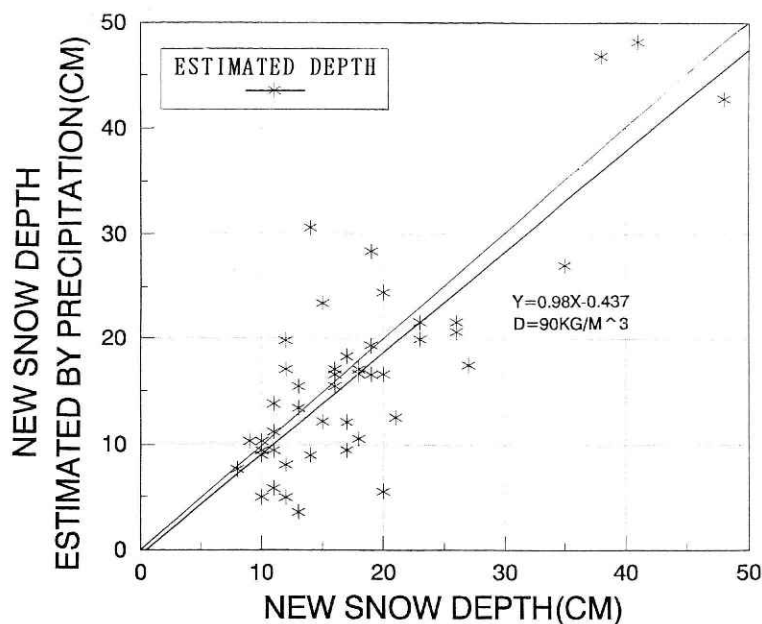 NEW SNOW DEPTH
ESTIMATED BY PRECIPITATION(CM)
50
40
30
20
10
0
ESTIMATED DEPTH
Y=0.98X-0.437
D=90KG/M^3
0
10
20
30
40
50
NEW SNOW DEPTH(CM)